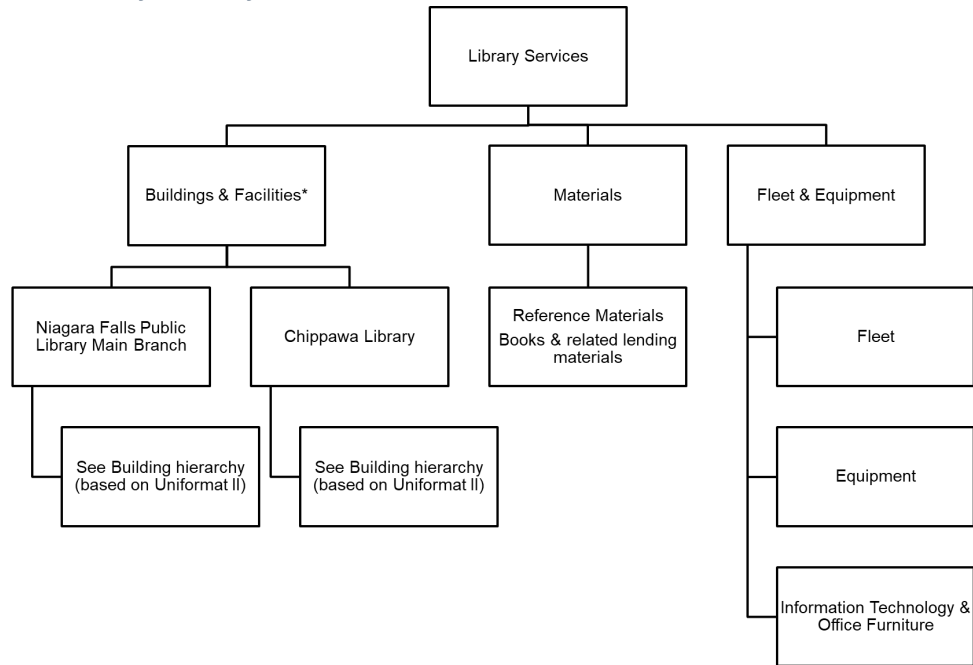 Library Services
Buildings & Facilities*
Materials
Fleet & Equipment
Niagara Falls Public
Library Main Branch
Chippawa Library
Reference Materials
Books & related lending
materials
Fleet
See Building hierarchy
(based on Uniformat II)
See Building hierarchy
(based on Uniformat II)
Equipment
Information Technology &
Office Furniture